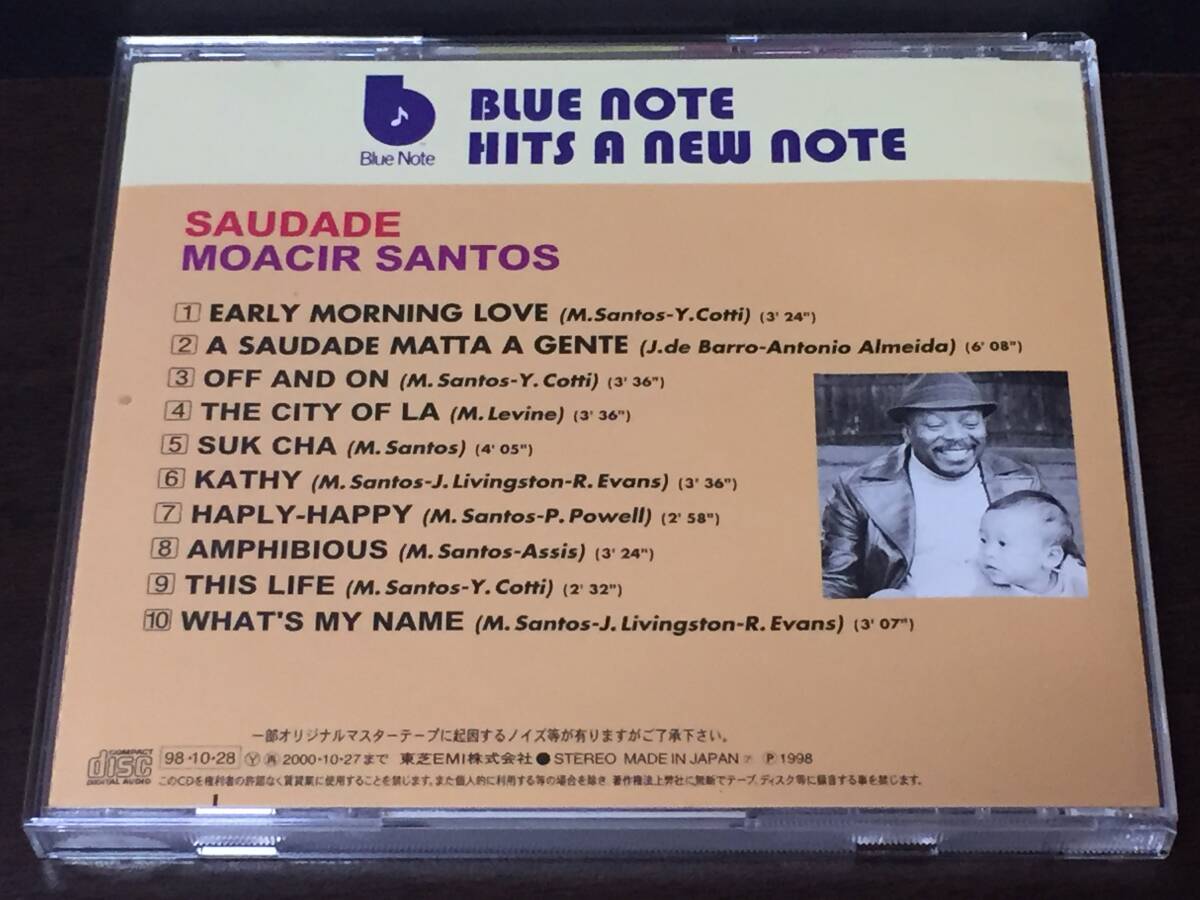 BLUE NOTE
HITS A NEW NOTE
Blue Note
SAUDADE
MOACIR SANTOS
1 EARLY MORNING LOVE (M.Santos-Y.Cotti) (3' 24")
2 A SAUDADE MATTA A GENTE (J.de Barro-Antonio Almeida) (6' 08")
3 OFF AND ON (M. Santos-Y. Cotti) (3' 36")
4 THE CITY OF LA (M. Levine) (3' 36")
5 SUK CHA (M. Santos) (4' 05")
6 KATHY (M. Santos-J. Livingston-R. Evans) (3' 36")
7 HAPLY-HAPPY (M. Santos-P. Powell) (2' 58")
8 AMPHIBIOUS (M. Santos-Assis) (3' 24")
9 THIS LIFE (M. Santos-Y. Cotti) (2' 32")
10 WHAT'S MY NAME (M. Santos-J. Livingston-R. Evans) (3' 07")
一部オリジナルマスターテープに起因するノイズ等が有りますがご了承下さい。
COMPACT disc DIGITAL AUDIO 98・10・28 Ⓨ 再 2000・10・27まで 東芝EMI株式会社●STEREO MADE IN JAPAN Ⓟ 1998
このCDを権利者の許諾なく賃貸業に使用することを禁じます。また個人的に利用する等の場合を除き、著作権法上弊社に無断でテープ、ディスク等に録音する事を禁じます。